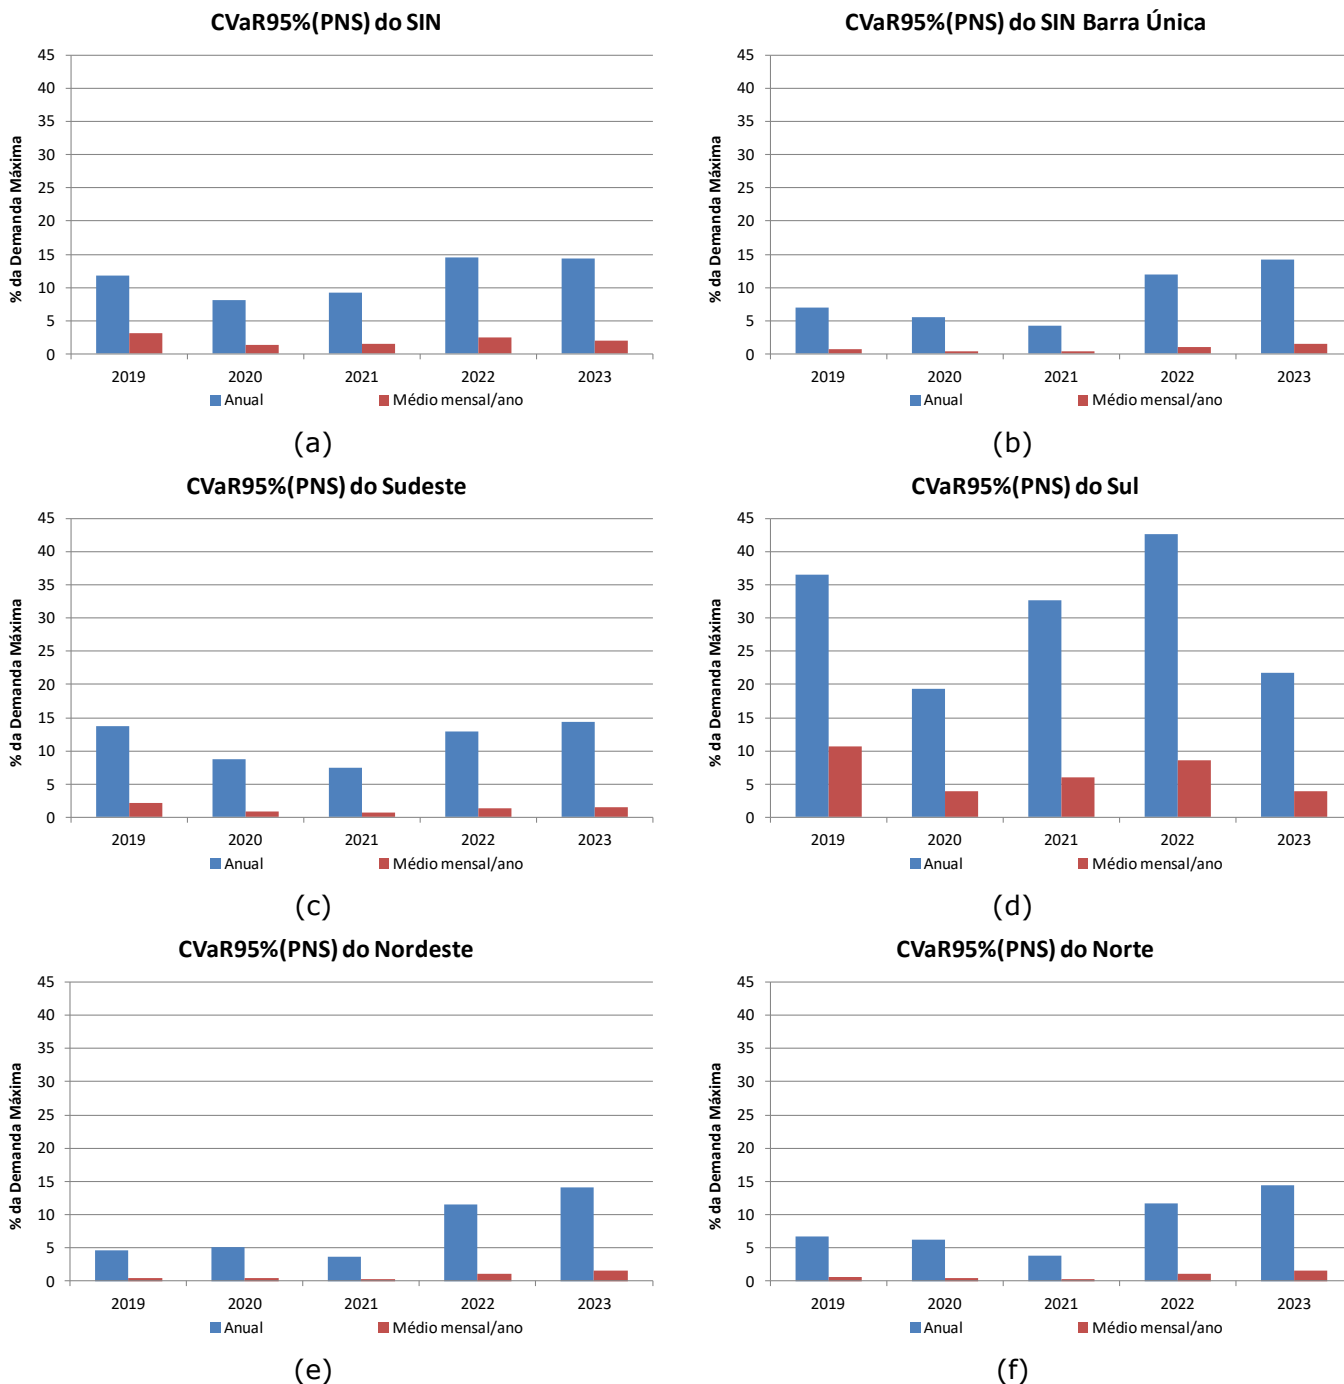 CVaR95%(PNS) do SIN
% da Demanda Máxima
45
40
35
30
25
20
15
10
5
0
2019 2020 2021 2022 2023
Anual Médio mensal/ano
(a)
CVaR95%(PNS) do SIN Barra Única
% da Demanda Máxima
45
40
35
30
25
20
15
10
5
0
2019 2020 2021 2022 2023
Anual Médio mensal/ano
(b)
CVaR95%(PNS) do Sudeste
% da Demanda Máxima
45
40
35
30
25
20
15
10
5
0
2019 2020 2021 2022 2023
Anual Médio mensal/ano
(c)
CVaR95%(PNS) do Sul
% da Demanda Máxima
45
40
35
30
25
20
15
10
5
0
2019 2020 2021 2022 2023
Anual Médio mensal/ano
(d)
CVaR95%(PNS) do Nordeste
% da Demanda Máxima
45
40
35
30
25
20
15
10
5
0
2019 2020 2021 2022 2023
Anual Médio mensal/ano
(e)
CVaR95%(PNS) do Norte
% da Demanda Máxima
45
40
35
30
25
20
15
10
5
0
2019 2020 2021 2022 2023
Anual Médio mensal/ano
(f)